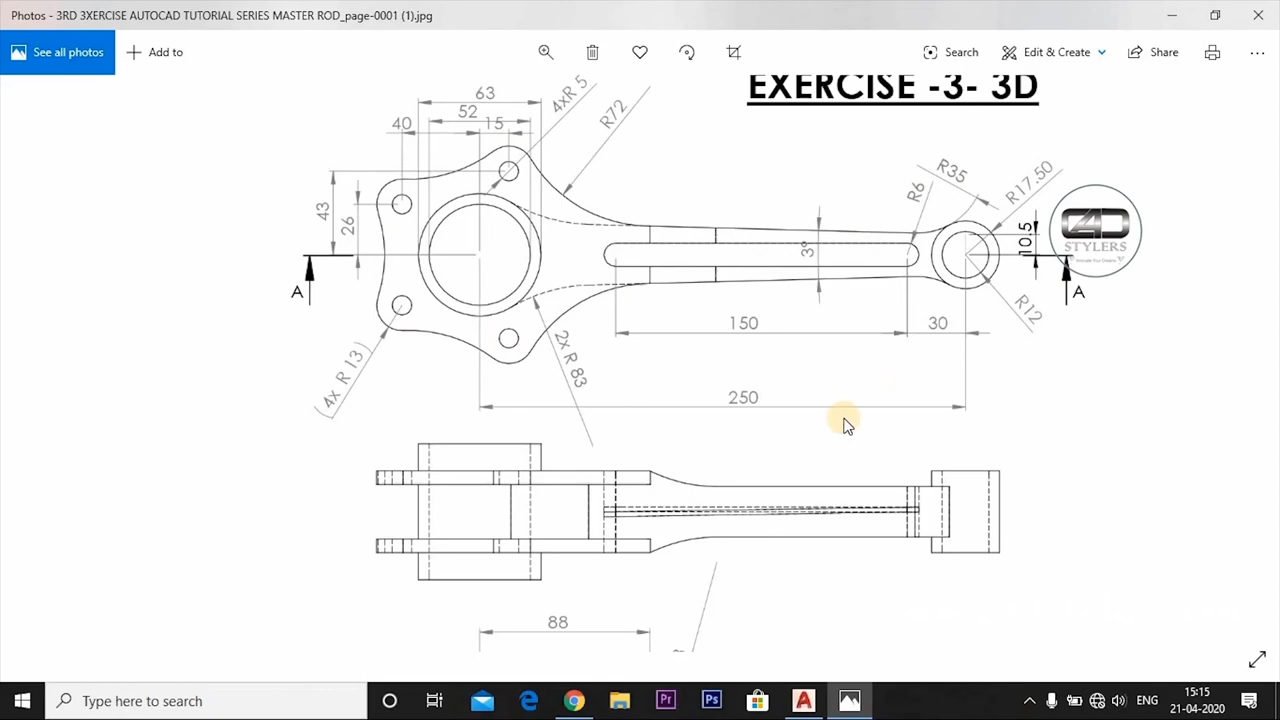 Photos - 3RD 3XERCISE AUTOCAD TUTORIAL SERIES MASTER ROD_page-0001 (1).jpg
See all photos
Add to
Search
Edit & Create
Share
EXERCISE -3- 3D
63
52
40
15
4xR 5
R72
R35
R6
R17.50
43
26
3°
10.5
C4D
STYLERS
A
A
R12
150
30
(4x R 13)
2x R 83
250
88
Type here to search
Pr
Ps
A
ENG
15:15
21-04-2020